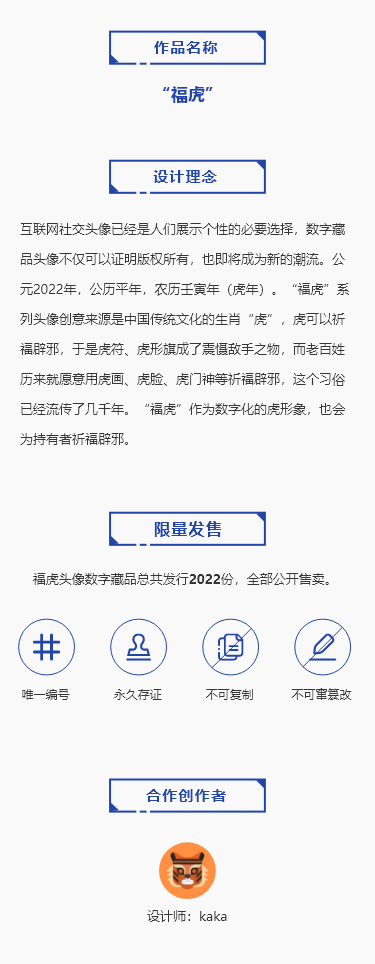 作品名称
“福虎”
设计理念
互联网社交头像已经是人们展示个性的必要选择，数字藏
品头像不仅可以证明版权所有，也即将成为新的潮流。公
元2022年，公历平年，农历壬寅年（虎年）。“福虎”系
列头像创意来源是中国传统文化的生肖“虎”，虎可以祈
福辟邪，于是虎符、虎形旗成了震慑敌手之物，而老百姓
历来就愿意用虎画、虎脸、虎门神等祈福辟邪，这个习俗
已经流传了几千年。“福虎”作为数字化的虎形象，也会
为持有者祈福辟邪。
限量发售
福虎头像数字藏品总共发行2022份，全部公开售卖。
唯一编号 永久存证 不可复制 不可窜篡改
合作创作者
设计师：kaka